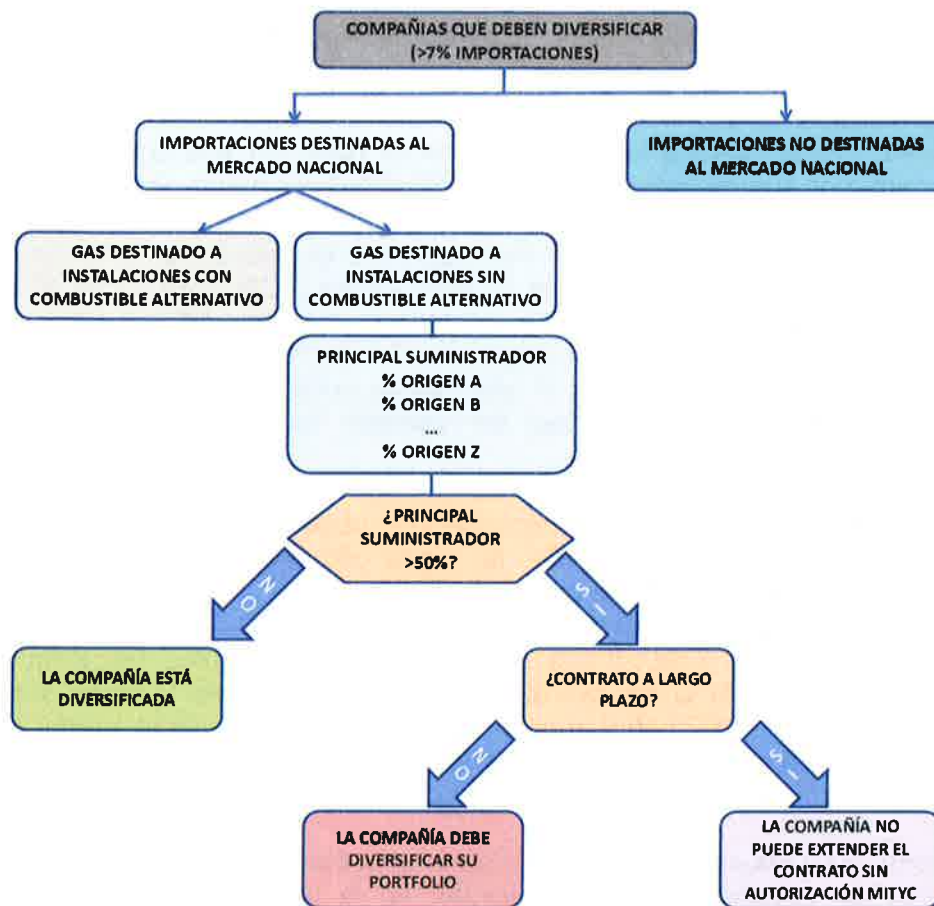 COMPAÑIAS QUE DEBEN DIVERSIFICAR
(>7% IMPORTACIONES)
IMPORTACIONES DESTINADAS AL
MERCADO NACIONAL
IMPORTACIONES NO DESTINADAS
AL MERCADO NACIONAL
GAS DESTINADO A
INSTALACIONES CON
COMBUSTIBLE ALTERNATIVO
GAS DESTINADO A
INSTALACIONES SIN
COMBUSTIBLE ALTERNATIVO
PRINCIPAL SUMINISTRADOR
% ORIGEN A
% ORIGEN B
...
% ORIGEN Z
¿PRINCIPAL
SUMINISTRADOR
>50%?
NO
SI
LA COMPAÑÍA ESTÁ
DIVERSIFICADA
¿CONTRATO A LARGO
PLAZO?
NO
SI
LA COMPAÑÍA DEBE
DIVERSIFICAR SU
PORTFOLIO
LA COMPAÑÍA NO
PUEDE EXTENDER EL
CONTRATO SIN
AUTORIZACIÓN MITYC